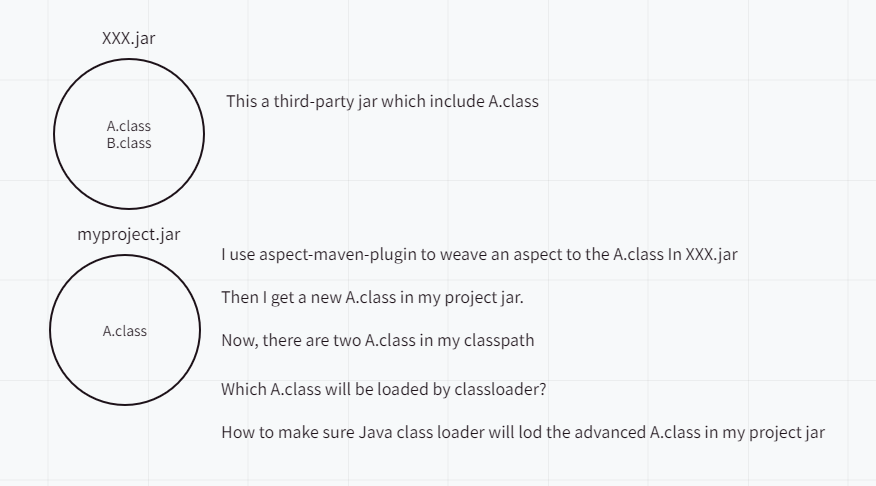 XXX.jar
This a third-party jar which include A.class
A.class
B.class
myproject.jar
I use aspect-maven-plugin to weave an aspect to the A.class In XXX.jar
Then I get a new A.class in my project jar.
A.class
Now, there are two A.class in my classpath
Which A.class will be loaded by classloader?
How to make sure Java class loader will lod the advanced A.class in my project jar